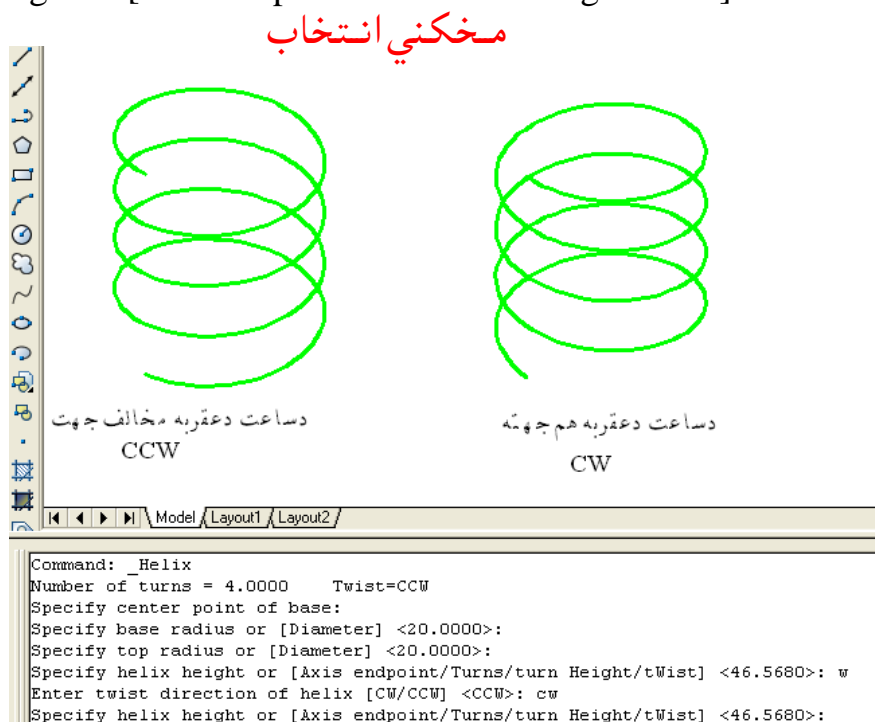 مـخکـني انـتـخاب
دساعت دعقربه مخالف جهت
CCW
دساعت دعقربه هم جهته
CW
Model Layout1 Layout2
Command: _Helix
Number of turns = 4.0000    Twist=CCW
Specify center point of base:
Specify base radius or [Diameter] <20.0000>:
Specify top radius or [Diameter] <20.0000>:
Specify helix height or [Axis endpoint/Turns/turn Height/tWist] <46.5680>: w
Enter twist direction of helix [CW/CCW] <CCW>: cw
Specify helix height or [Axis endpoint/Turns/turn Height/tWist] <46.5680>: